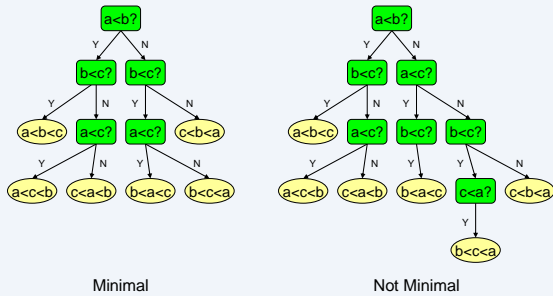 a<b? a<b?
Y N Y N
b<c? b<c? b<c? a<c?
Y N Y N Y N Y N
a<b<c a<c? a<c? c<b<a a<b<c a<c? b<c? b<c?
Y N Y N Y N Y Y N
a<c<b c<a<b b<a<c b<c<a a<c<b c<a<b b<a<c c<a? c<b<a
Y
b<c<a
Minimal Not Minimal